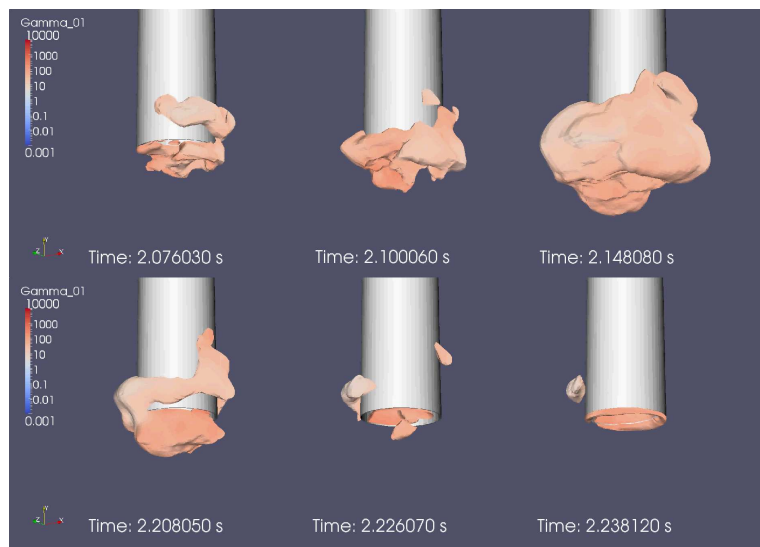 Gamma_01
10000
1000
100
10
1
0.1
0.01
0.001
Y
Z X
Time: 2.076030 s
Time: 2.100060 s
Time: 2.148080 s
Gamma_01
10000
1000
100
10
1
0.1
0.01
0.001
Y
Z X
Time: 2.208050 s
Time: 2.226070 s
Time: 2.238120 s